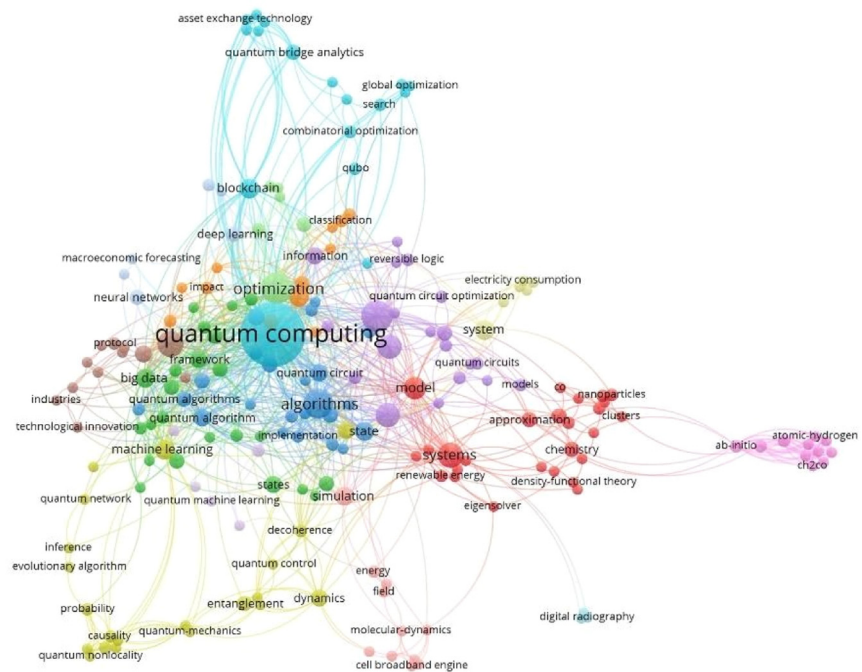 asset exchange technology
quantum bridge analytics
global optimization
search
combinatorial optimization
qubo
blockchain
classification
deep learning
information
reversible logic
macroeconomic forecasting
electricity consumption
impact
optimization
neural networks
quantum circuit optimization
system
quantum computing
protocol
framework
quantum circuits
big data
quantum circuit
models
co
nanoparticles
model
industries
quantum algorithms
algorithms
clusters
technological innovation
quantum algorithm
approximation
implementation
state
atomic-hydrogen
ab-initio
machine learning
chemistry
systems
ch2co
renewable energy
states
density-functional theory
quantum network
quantum machine learning
simulation
eigensolver
decoherence
inference
evolutionary algorithm
quantum control
energy
field
probability
entanglement
dynamics
digital radiography
causality
quantum-mechanics
molecular-dynamics
quantum nonlocality
cell broadband engine